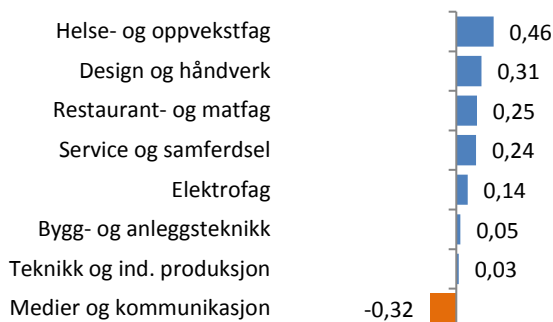 Helse- og oppvekstfag 0,46
Design og håndverk 0,31
Restaurant- og matfag 0,25
Service og samferdsel 0,24
Elektrofag 0,14
Bygg- og anleggsteknikk 0,05
Teknikk og ind. produksjon 0,03
Medier og kommunikasjon -0,32